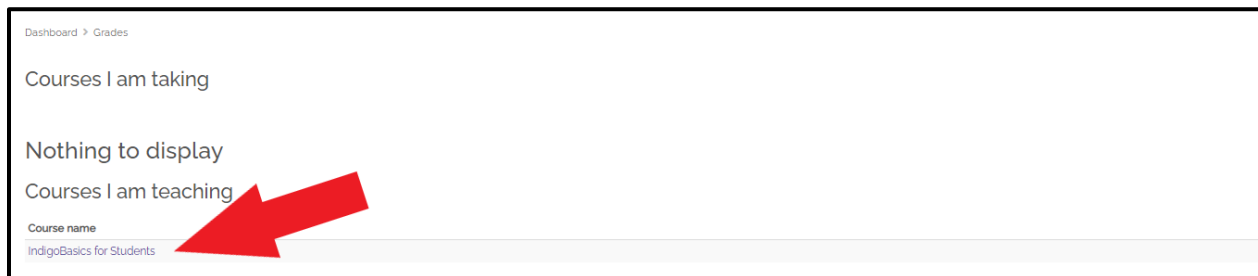 Dashboard > Grades
Courses I am taking
Nothing to display
Courses I am teaching
Course name
IndigoBasics for Students